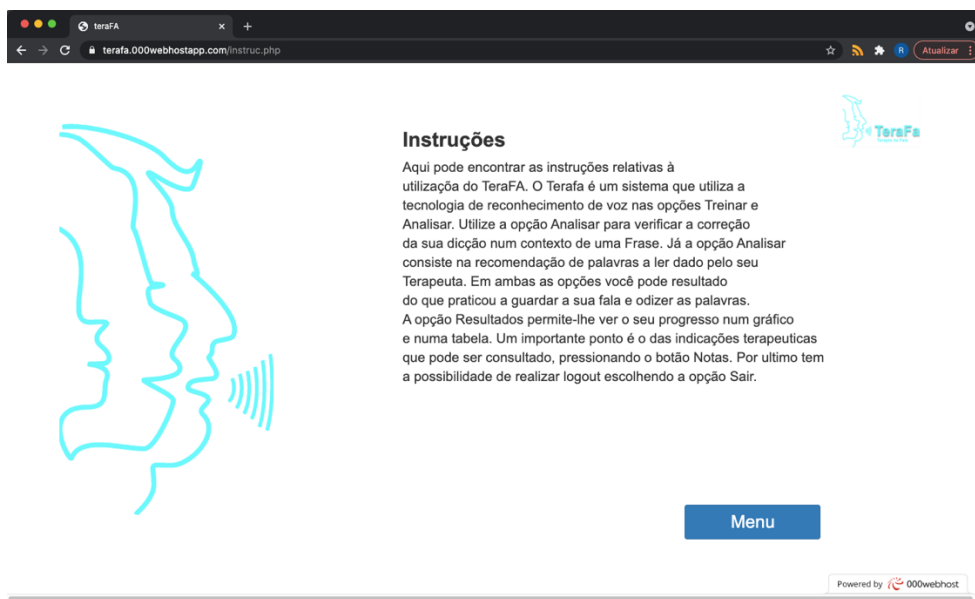 teraFA
terafa.000webhostapp.com/instruc.php
R
Atualizar
TeraFa
Instruções
Aqui pode encontrar as instruções relativas à
utilizaçõa do TeraFA. O Terafa é um sistema que utiliza a
tecnologia de reconhecimento de voz nas opções Treinar e
Analisar. Utilize a opção Analisar para verificar a correção
da sua dicção num contexto de uma Frase. Já a opção Analisar
consiste na recomendação de palavras a ler dado pelo seu
Terapeuta. Em ambas as opções você pode resultado
do que praticou a guardar a sua fala e odizer as palavras.
A opção Resultados permite-lhe ver o seu progresso num gráfico
e numa tabela. Um importante ponto é o das indicações terapeuticas
que pode ser consultado, pressionando o botão Notas. Por ultimo tem
a possibilidade de realizar logout escolhendo a opção Sair.
Menu
Powered by 000webhost